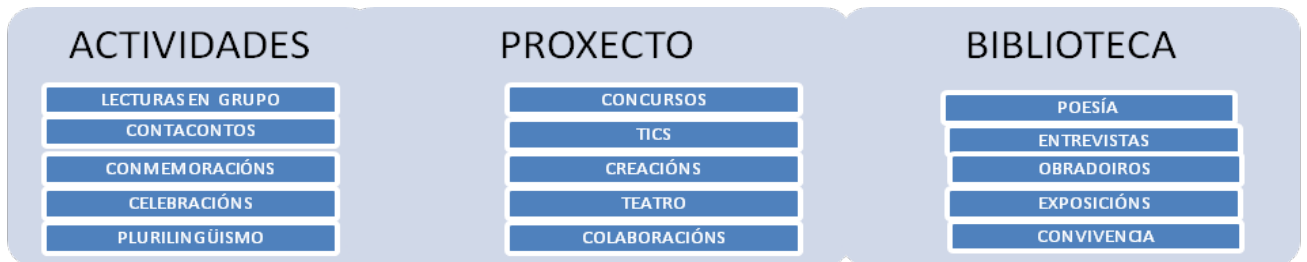 ACTIVIDADES
LECTURAS EN GRUPO
CONTACONTOS
CONMEMORACIÓNS
CELEBRACIÓNS
PLURILINGÜISMO
PROXECTO
CONCURSOS
TICS
CREACIÓNS
TEATRO
COLABORACIÓNS
BIBLIOTECA
POESÍA
ENTREVISTAS
OBRADOIROS
EXPOSICIÓNS
CONVIVENCIA